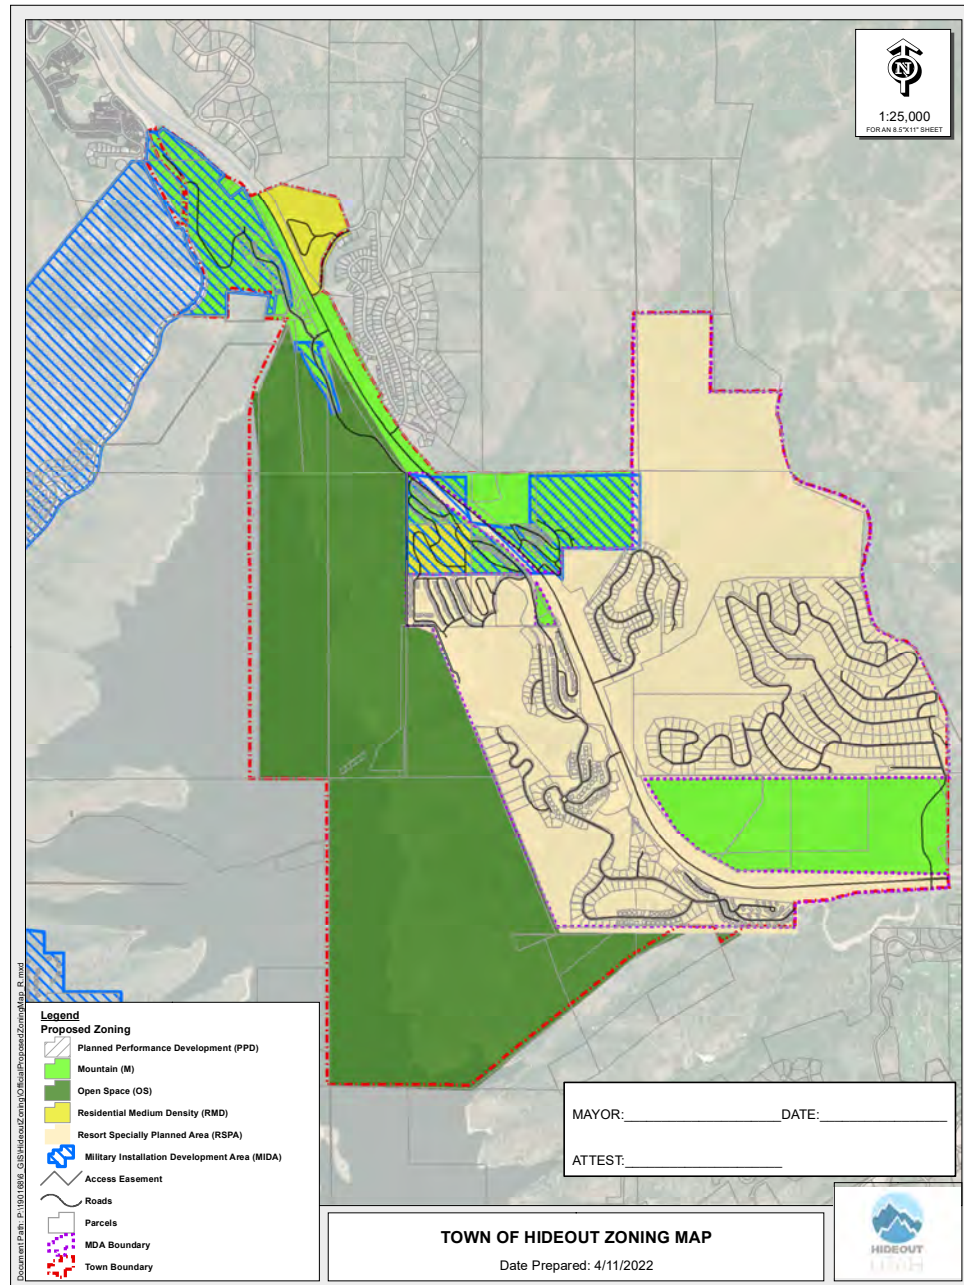 N
1:25,000
FOR AN 8.5"X11" SHEET
Legend
Proposed Zoning
Planned Performance Development (PPD)
Mountain (M)
Open Space (OS)
Residential Medium Density (RMD)
Resort Specially Planned Area (RSPA)
Military Installation Development Area (MIDA)
Access Easement
Roads
Parcels
MDA Boundary
Town Boundary
MAYOR:____________________DATE:________________
ATTEST:____________________
TOWN OF HIDEOUT ZONING MAP
Date Prepared: 4/11/2022
HIDEOUT
UTAH